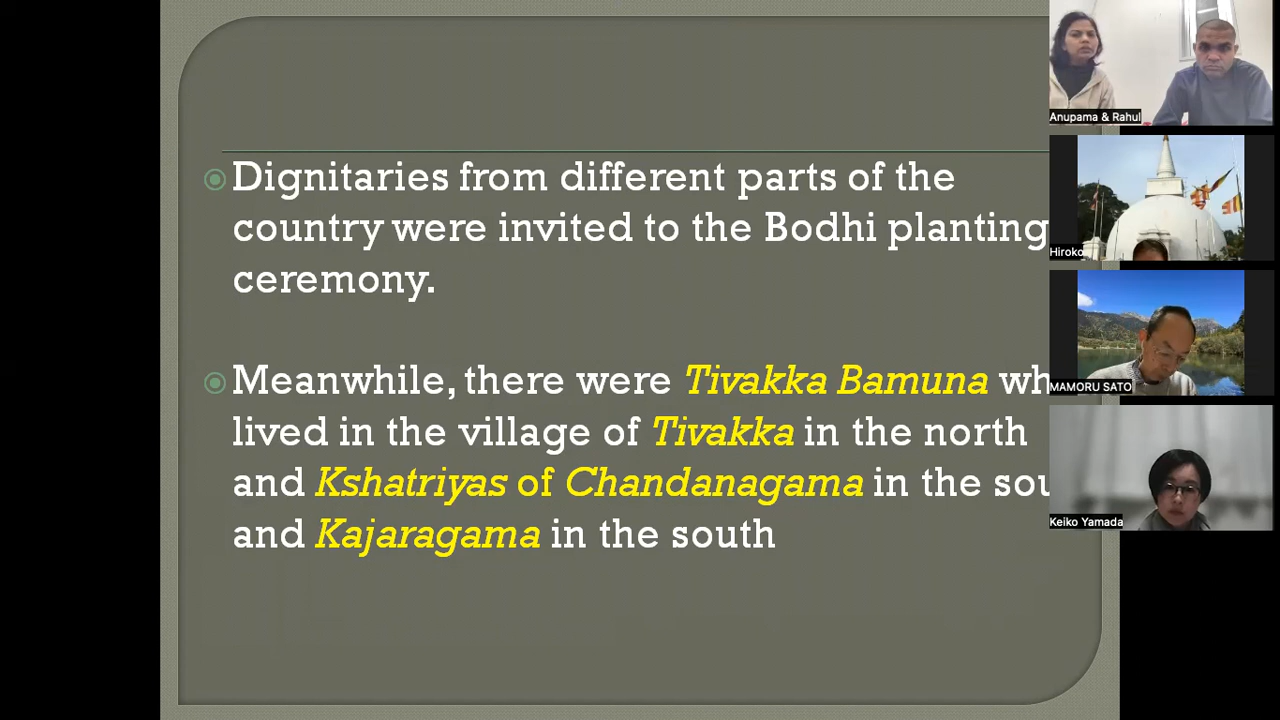 Dignitaries from different parts of the
country were invited to the Bodhi planting
ceremony.
Meanwhile, there were Tivakka Bamuna wh
lived in the village of Tivakka in the north
and Kshatriyas of Chandanagama in the sou
and Kajaragama in the south
Anupama & Rahul
Hiroko
MAMORU SATO
Keiko Yamada